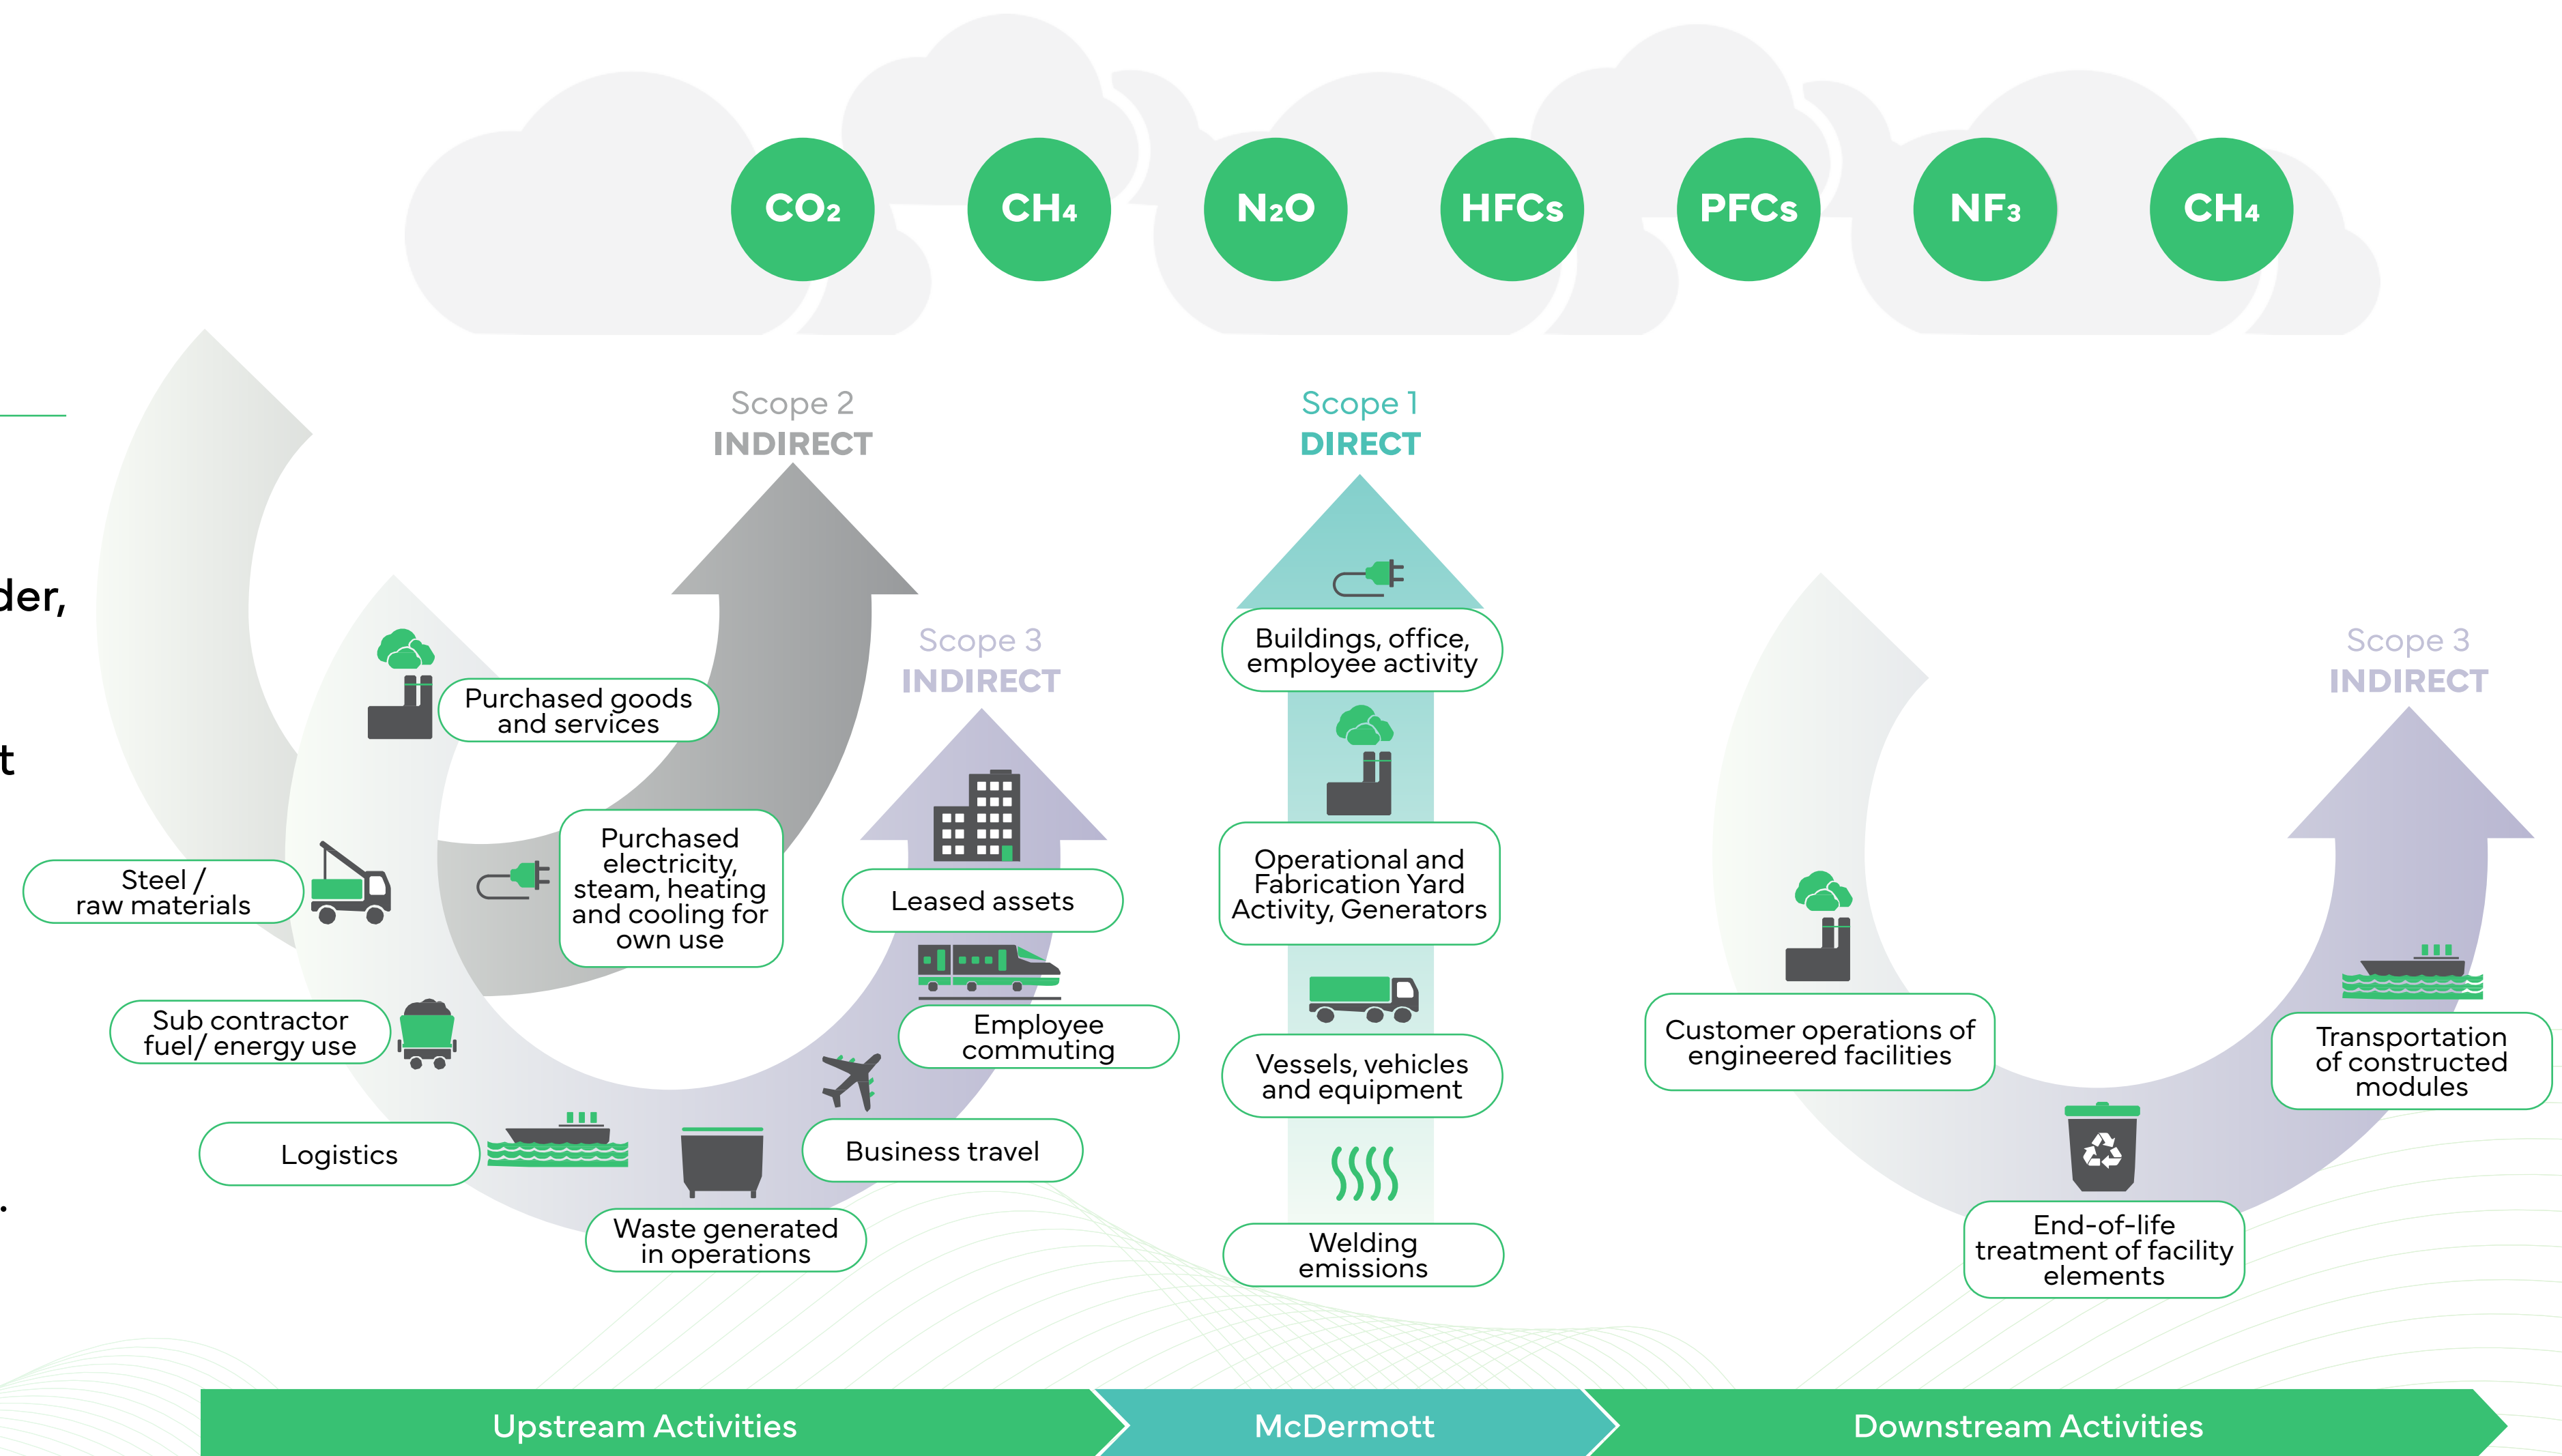 CO₂
CH₄
N₂O
HFCs
PFCs
NF₃
CH₄
der,
t
.
Scope 2
INDIRECT
Purchased
electricity,
steam, heating
and cooling for
own use
Scope 3
INDIRECT
Purchased goods
and services
Steel /
raw materials
Sub contractor
fuel/ energy use
Logistics
Waste generated
in operations
Business travel
Employee
commuting
Leased assets
Scope 1
DIRECT
Buildings, office,
employee activity
Operational and
Fabrication Yard
Activity, Generators
Vessels, vehicles
and equipment
Welding
emissions
Scope 3
INDIRECT
Customer operations of
engineered facilities
End-of-life
treatment of facility
elements
Transportation
of constructed
modules
Upstream Activities
McDermott
Downstream Activities